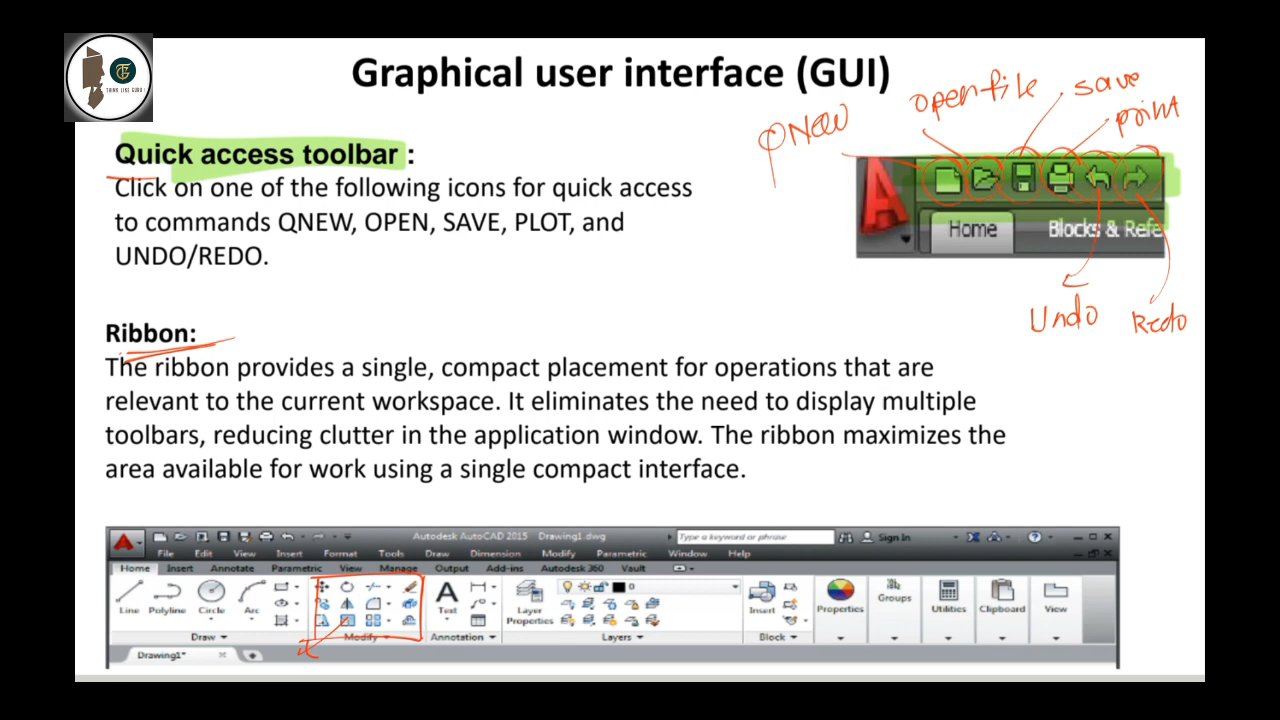 THINK LIKE GURU !
Graphical user interface (GUI)
QNEW
open file
save
print
Quick access toolbar :
Click on one of the following icons for quick access
to commands QNEW, OPEN, SAVE, PLOT, and
UNDO/REDO.
Home Blocks & Refe
Undo
Redo
Ribbon:
The ribbon provides a single, compact placement for operations that are
relevant to the current workspace. It eliminates the need to display multiple
toolbars, reducing clutter in the application window. The ribbon maximizes the
area available for work using a single compact interface.
Autodesk AutoCAD 2015 Drawing1.dwg Type a keyword or phrase Sign In
File Edit View Insert Format Tools Draw Dimension Modify Parametric Window Help
Home Insert Annotate Parametric View Manage Output Add-ins Autodesk 360 Vault
0
Line Polyline Circle Arc Text Layer Properties Insert Properties Groups Utilities Clipboard View
Draw Modify Annotation Layers Block
Drawing1*